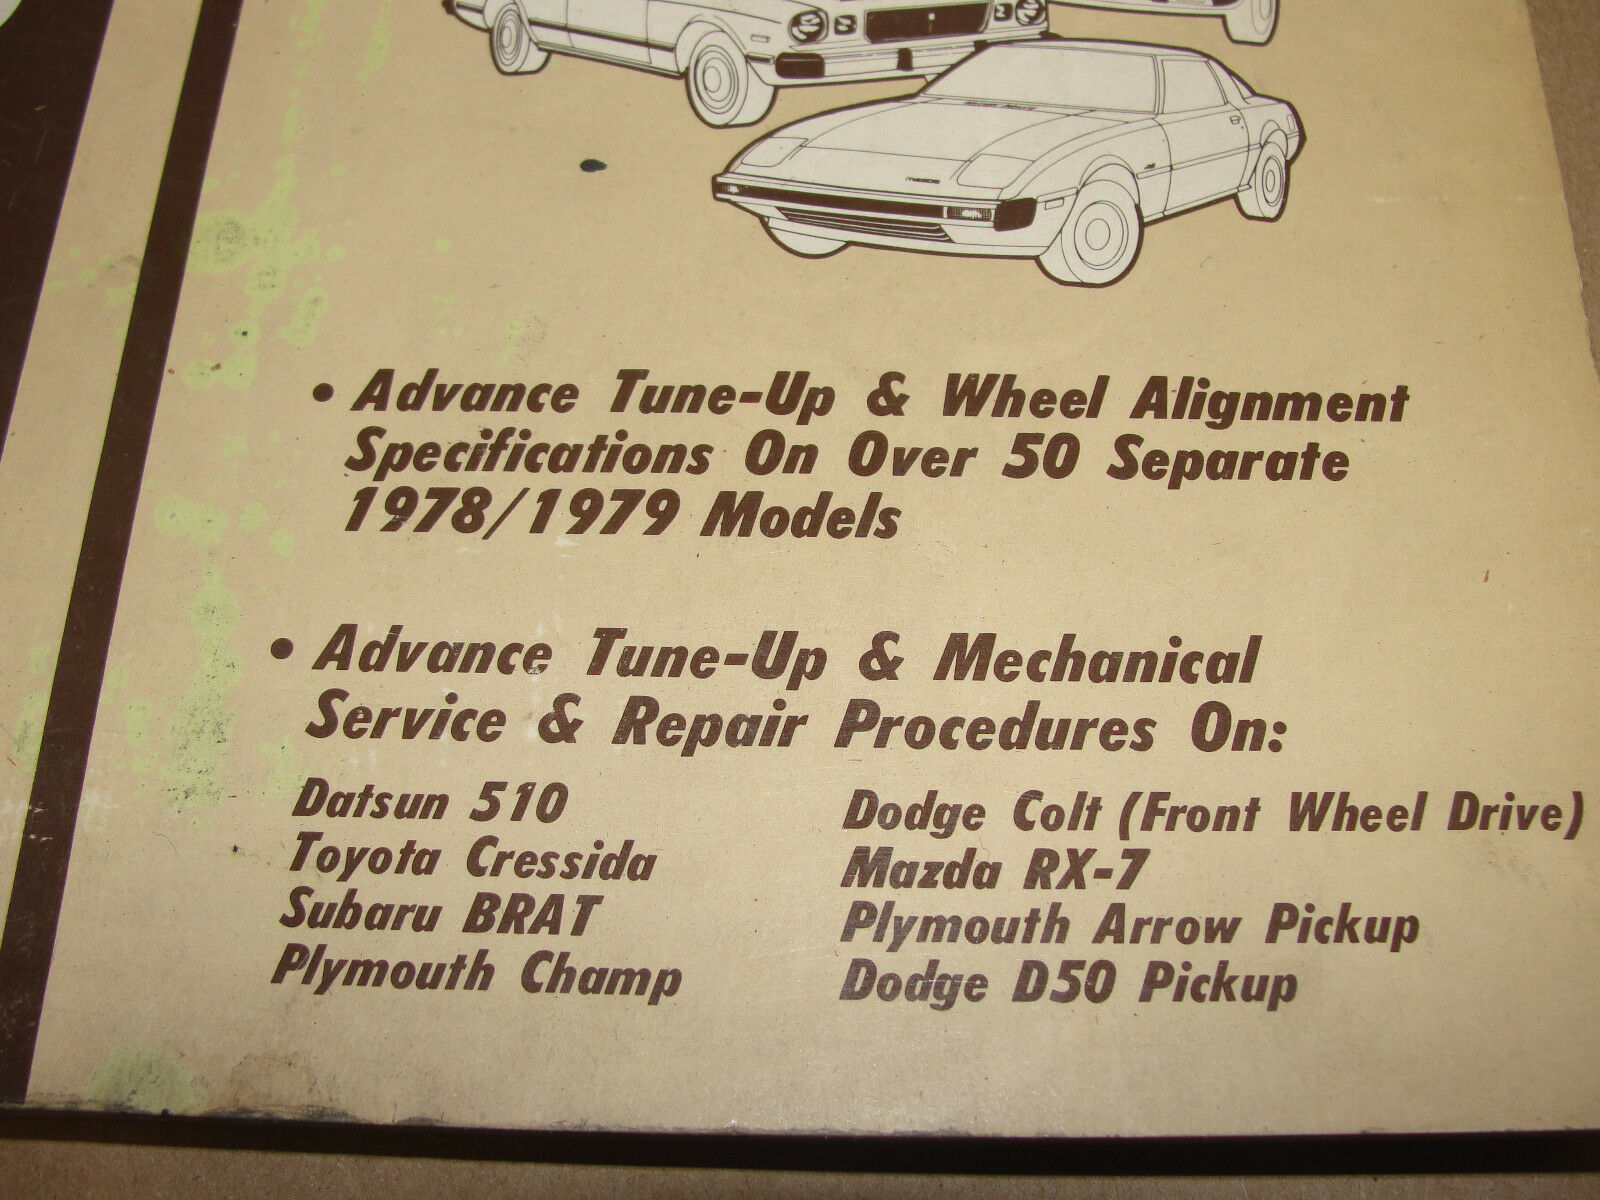 mazda
• Advance Tune-Up & Wheel Alignment
Specifications On Over 50 Separate
1978/1979 Models
• Advance Tune-Up & Mechanical
Service & Repair Procedures On:
Datsun 510
Toyota Cressida
Subaru BRAT
Plymouth Champ
Dodge Colt (Front Wheel Drive)
Mazda RX-7
Plymouth Arrow Pickup
Dodge D50 Pickup